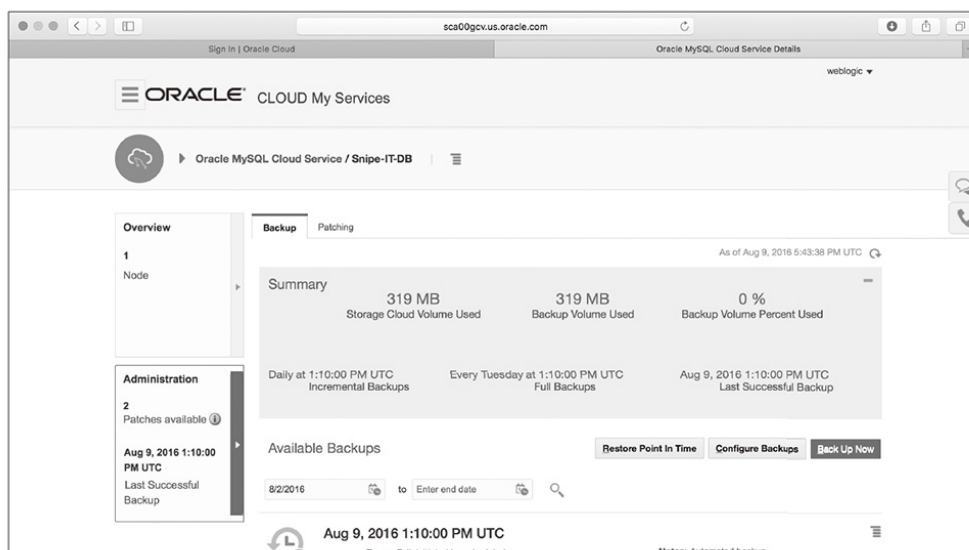 sca00gcv.us.oracle.com
Sign In | Oracle Cloud
Oracle MySQL Cloud Service Details
weblogic
ORACLE CLOUD My Services
Oracle MySQL Cloud Service / Snipe-IT-DB
Overview
1
Node
Administration
2
Patches available
Aug 9, 2016 1:10:00
PM UTC
Last Successful
Backup
Backup
Patching
As of Aug 9, 2016 5:43:38 PM UTC
Summary
319 MB
Storage Cloud Volume Used
319 MB
Backup Volume Used
0 %
Backup Volume Percent Used
Daily at 1:10:00 PM UTC
Incremental Backups
Every Tuesday at 1:10:00 PM UTC
Full Backups
Aug 9, 2016 1:10:00 PM UTC
Last Successful Backup
Available Backups
Restore Point In Time
Configure Backups
Back Up Now
8/2/2016
to
Enter end date
Aug 9, 2016 1:10:00 PM UTC